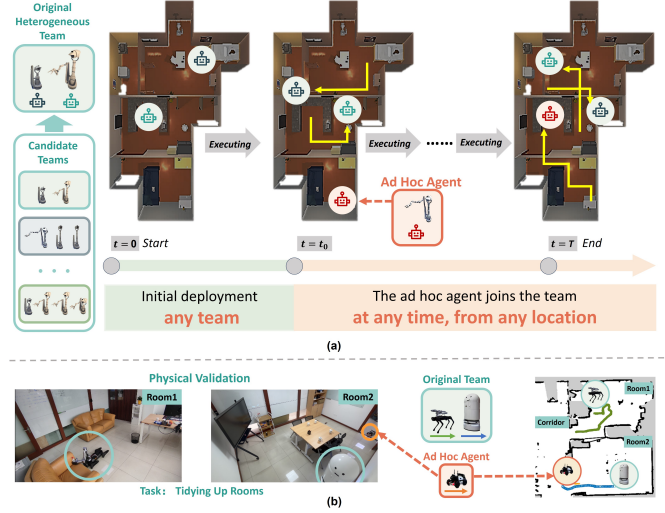 Original
Heterogeneous
Team
Candidate
Teams
Executing
Executing
......
Executing
Ad Hoc Agent
t = 0 Start
t = t₀
t = T End
Initial deployment
any team
The ad hoc agent joins the team
at any time, from any location
(a)
Physical Validation
Room1
Room2
Original Team
Ad Hoc Agent
Room1
Corridor
Room2
Task: Tidying Up Rooms
(b)